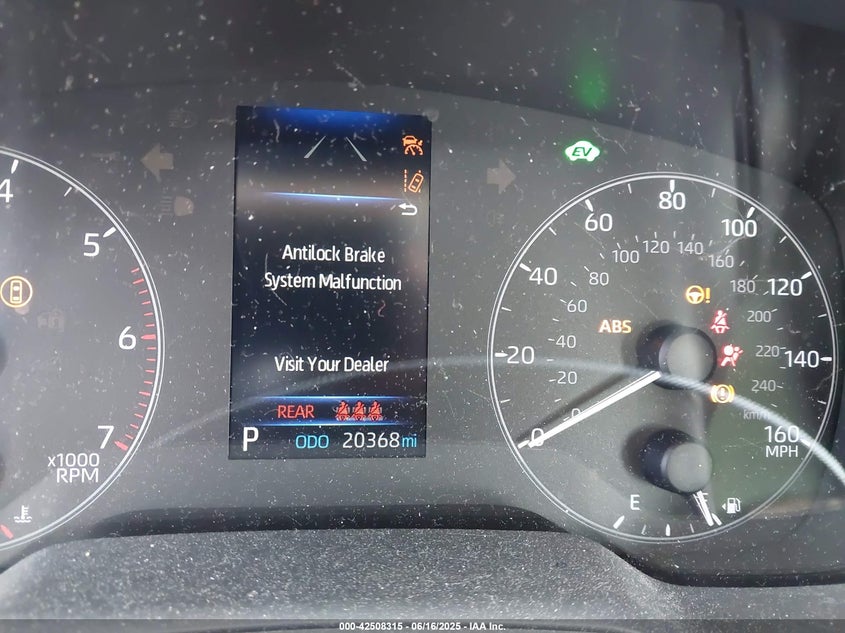 Antilock Brake
System Malfunction
Visit Your Dealer
REAR
P ODO 20368 mi
4
5
6
7
x1000
RPM
EV
ABS
0
20
40
60
80
100
120
140
160
MPH
0
20
40
60
80
100
120
140
160
180
200
220
240
km/h
E
F
000-42508315 - 06/16/2025 - IAA Inc.